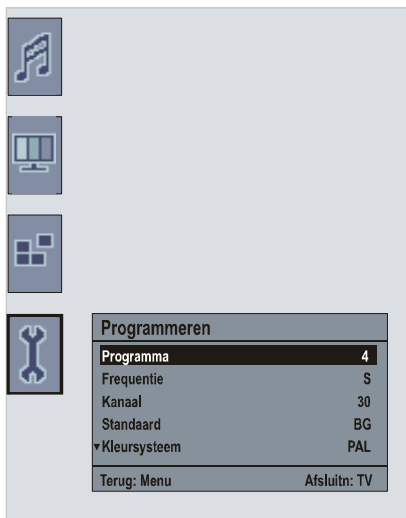 Programmeren
Programma 4
Frequentie S
Kanaal 30
Standaard BG
▾Kleursysteem PAL
Terug: Menu Afsluitn: TV